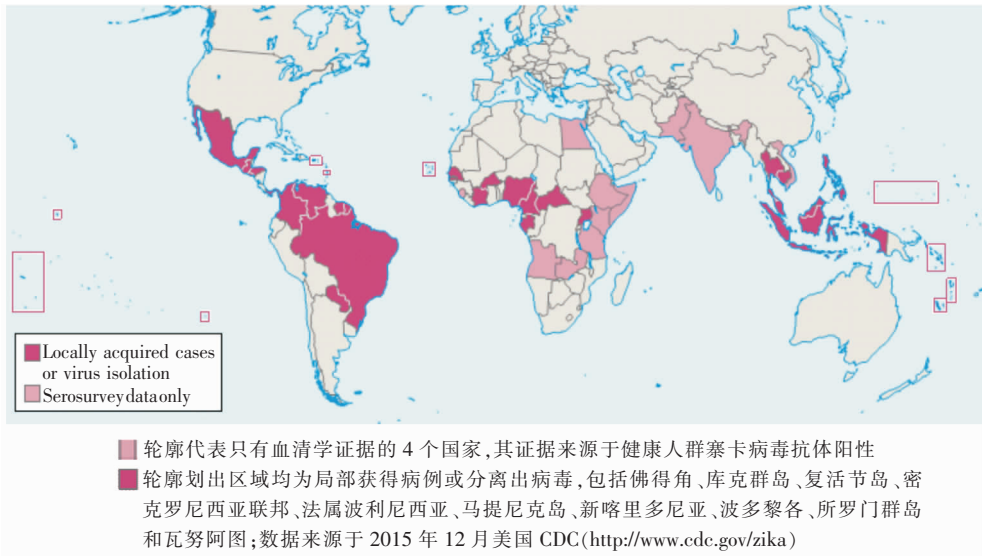 Locally acquired cases
or virus isolation
Serosurvey data only
轮廓代表只有血清学证据的 4 个国家,其证据来源于健康人群寨卡病毒抗体阳性
轮廓划出区域均为局部获得病例或分离出病毒,包括佛得角、库克群岛、复活节岛、密
克罗尼西亚联邦、法属波利尼西亚、马提尼克岛、新喀里多尼亚、波多黎各、所罗门群岛
和瓦努阿图;数据来源于 2015 年 12 月美国 CDC(http://www.cdc.gov/zika)